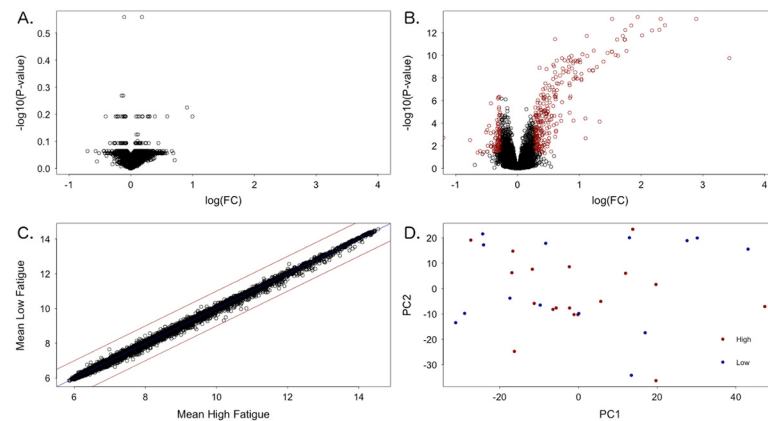 A.
-log10(P-value)
0.5
0.4
0.3
0.2
0.1
0.0
-1 0 1 2 3 4
log(FC)
B.
-log10(P-value)
12
10
8
6
4
2
0
-1 0 1 2 3 4
log(FC)
C.
Mean Low Fatigue
14
12
10
8
6
6 8 10 12 14
Mean High Fatigue
D.
PC2
20
10
0
-10
-20
-30
High
Low
-20 0 20 40
PC1